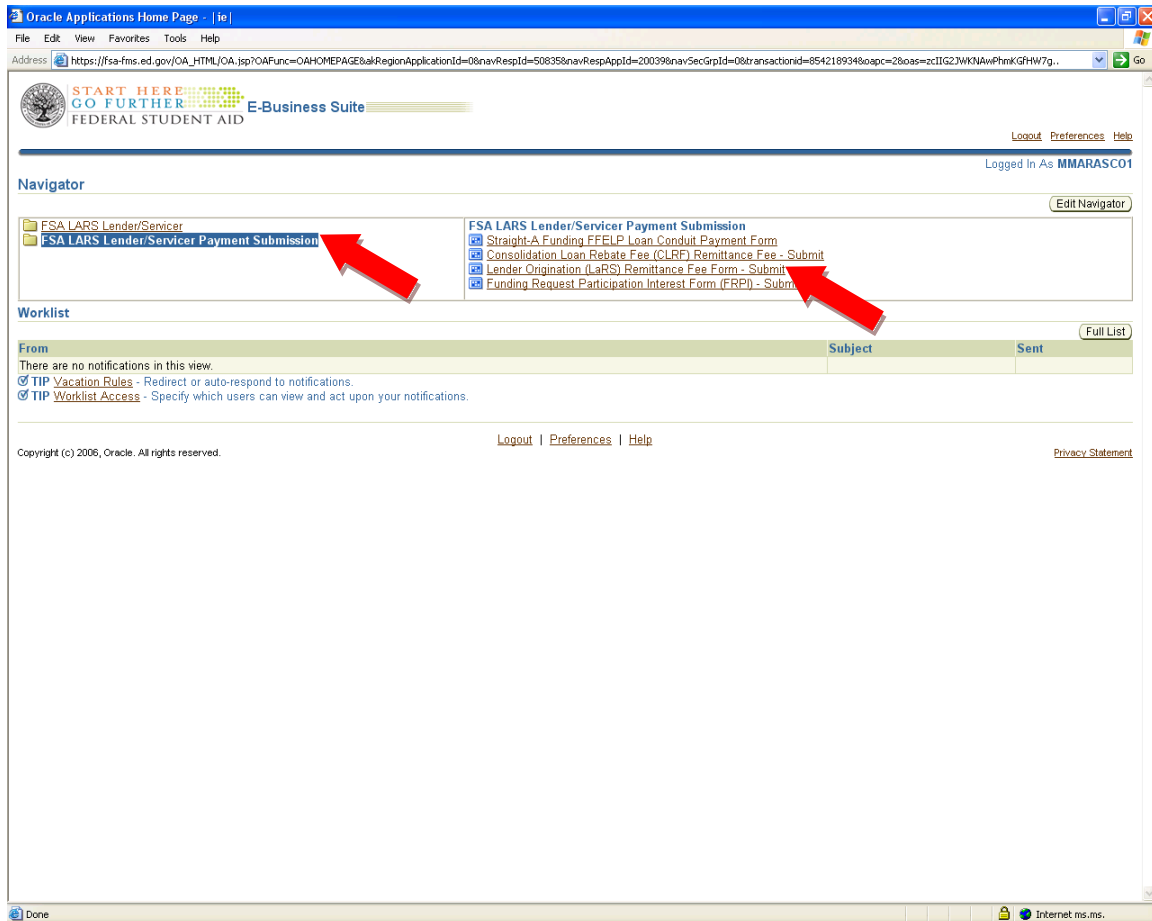 Oracle Applications Home Page - |ie|
File Edit View Favorites Tools Help
Address https://fsa-fms.ed.gov/OA_HTML/OA.jsp?OAFunc=OAHOMEPAGE&akRegionApplicationId=0&navRespId=50835&navRespAppId=20039&navSecGrpId=0&transactionid=854218934&oapc=2&oas=zcIIG2JWKNAwPhmKGfHW7g.. Go
START HERE
GO FURTHER
FEDERAL STUDENT AID
E-Business Suite
Logout Preferences Help
Logged In As MMARASCO1
Navigator
Edit Navigator
FSA LARS Lender/Servicer
FSA LARS Lender/Servicer Payment Submission
FSA LARS Lender/Servicer Payment Submission
Straight-A Funding FFELP Loan Conduit Payment Form
Consolidation Loan Rebate Fee (CLRF) Remittance Fee - Submit
Lender Origination (LaRS) Remittance Fee Form - Submit
Funding Request Participation Interest Form (FRPI) -
Worklist
Full List
From Subject Sent
There are no notifications in this view.
TIP Vacation Rules - Redirect or auto-respond to notifications.
TIP Worklist Access - Specify which users can view and act upon your notifications.
Logout | Preferences | Help
Copyright (c) 2006, Oracle. All rights reserved.
Privacy Statement
Done
Internet ms.ms.